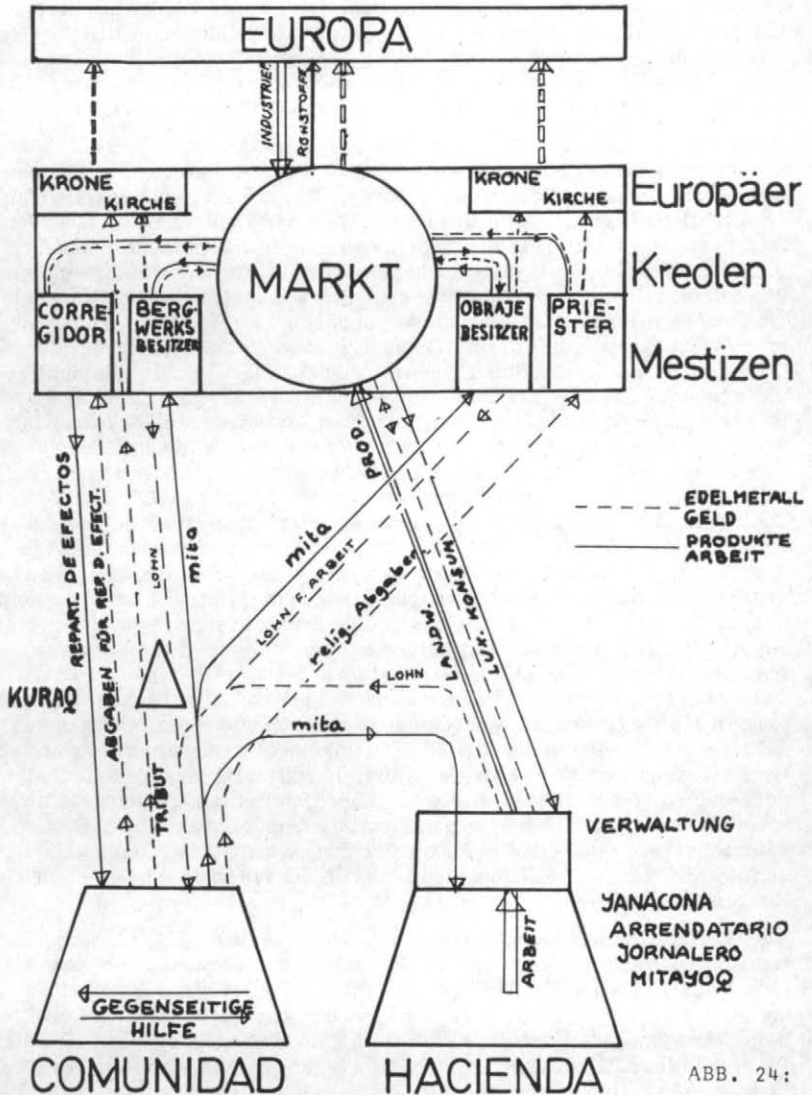 EUROPA
INDUSTRIEP.
ROHSTOFFE
KRONE
KIRCHE
KRONE
KIRCHE
Europäer
MARKT
Kreolen
CORRE-
GIDOR
BERG-
WERKS
BESITZER
OBRAJE
BESITZER
PRIE-
STER
Mestizen
REPART. DE EFECTOS
ABGABEN FÜR REP.D. EFECT.
LOHN
mita
mita
LOHN F. ARBEIT
relig. Abgaben
LANDW. PROD.
LUX. KONSUM
EDELMETALL
GELD
PRODUKTE
ARBEIT
KURAQ
TRIBUT
LOHN
mita
VERWALTUNG
ARBEIT
YANACONA
ARRENDATARIO
JORNALERO
MITAYO
GEGENSEITIGE
HILFE
COMUNIDAD
HACIENDA
ABB. 24: